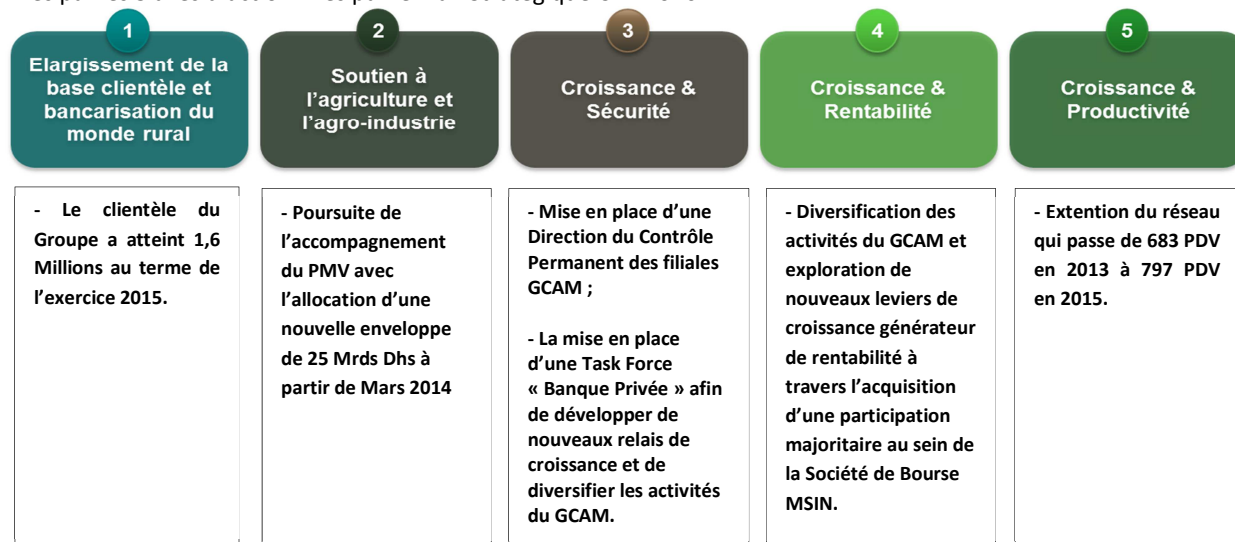 1
Elargissement de la
base clientèle et
bancarisation du
monde rural
2
Soutien à
l'agriculture et
l'agro-industrie
3
Croissance &
Sécurité
4
Croissance &
Rentabilité
5
Croissance &
Productivité
- Le clientèle du
Groupe a atteint 1,6
Millions au terme de
l'exercice 2015.
- Poursuite de
l'accompagnement
du PMV avec
l'allocation d'une
nouvelle enveloppe
de 25 Mrds Dhs à
partir de Mars 2014
- Mise en place d'une
Direction du Contrôle
Permanent des filiales
GCAM ;
- La mise en place
d'une Task Force
« Banque Privée » afin
de développer de
nouveaux relais de
croissance et de
diversifier les activités
du GCAM.
- Diversification des
activités du GCAM et
exploration de
nouveaux leviers de
croissance générateur
de rentabilité à
travers l'acquisition
d'une participation
majoritaire au sein de
la Société de Bourse
MSIN.
- Extention du réseau
qui passe de 683 PDV
en 2013 à 797 PDV
en 2015.